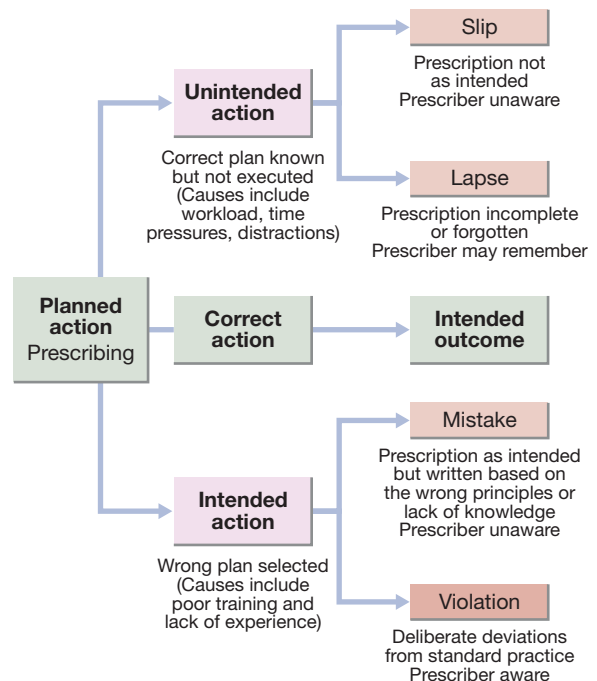 Slip
Prescription not
as intended
Prescriber unaware
Unintended
action
Correct plan known
but not executed
(Causes include
workload, time
pressures, distractions)
Lapse
Prescription incomplete
or forgotten
Prescriber may remember
Planned
action
Prescribing
Correct
action
Intended
outcome
Mistake
Prescription as intended
but written based on
the wrong principles or
lack of knowledge
Prescriber unaware
Intended
action
Wrong plan selected
(Causes include
poor training and
lack of experience)
Violation
Deliberate deviations
from standard practice
Prescriber aware